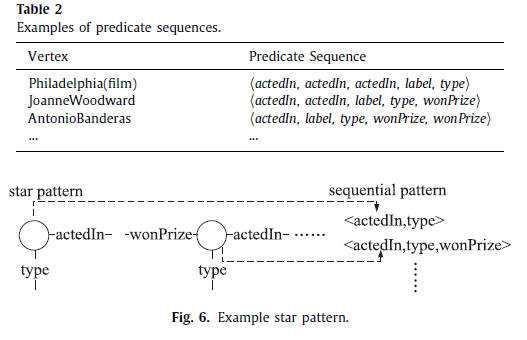 Table 2
Examples of predicate sequences.
Vertex Predicate Sequence
Philadelphia(film) ⟨actedIn, actedIn, actedIn, label, type⟩
JoanneWoodward ⟨actedIn, actedIn, label, type, wonPrize⟩
AntonioBanderas ⟨actedIn, label, type, wonPrize, wonPrize⟩
... ...
star pattern sequential pattern
<actedIn,type>
-actedIn- -wonPrize- -actedIn- ......
<actedIn,type,wonPrize>
type type
Fig. 6. Example star pattern.